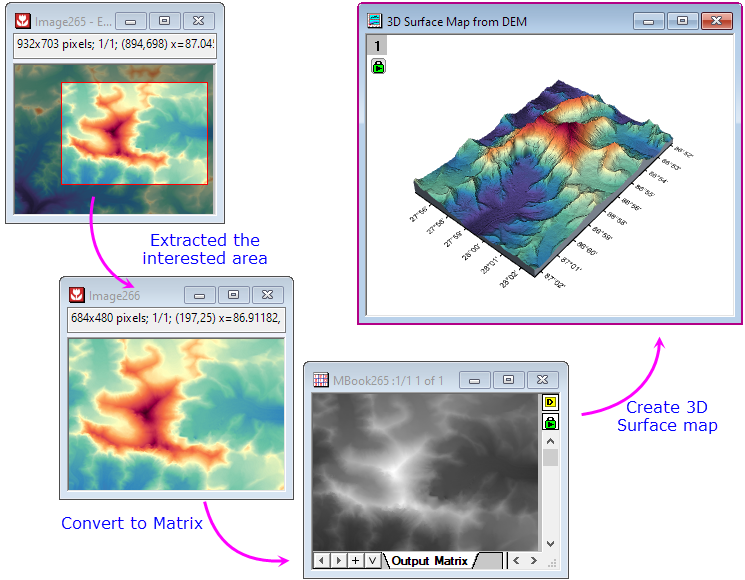 Image265 - E...
932x703 pixels; 1/1; (894,698) x=87.045
Extracted the
interested area
Image266
684x480 pixels; 1/1; (197,25) x=86.91182,
Convert to Matrix
MBook265 :1/1 1 of 1
D
Output Matrix
Create 3D
Surface map
3D Surface Map from DEM
1
27°56'
27°58'
27°59'
28°00'
28°01'
28°02'
86°52'
86°53'
86°54'
86°55'
86°56'
86°58'
86°59'
86°60'
87°01'
87°02'